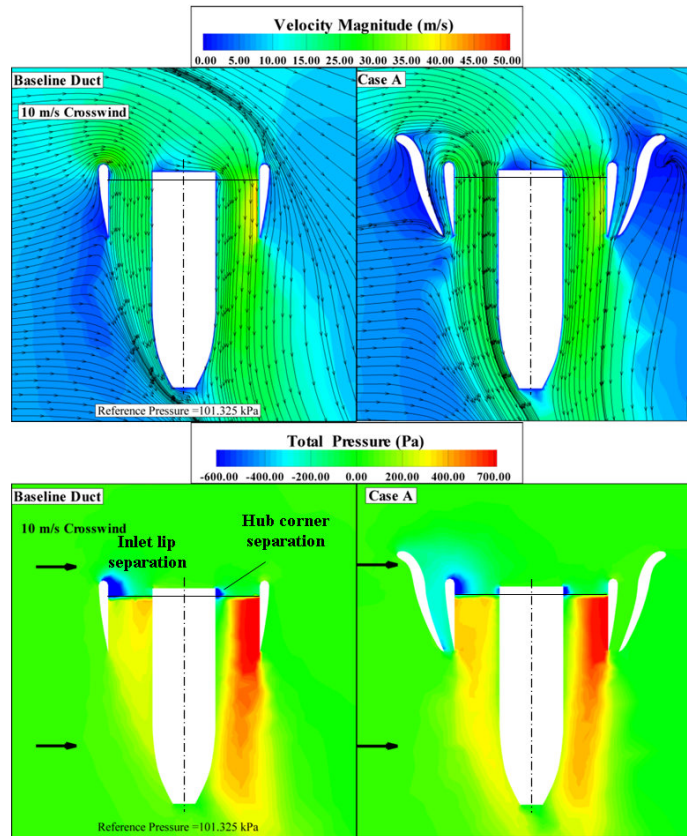 Velocity Magnitude (m/s)
0.00 5.00 10.00 15.00 20.00 25.00 30.00 35.00 40.00 45.00 50.00
Baseline Duct
10 m/s Crosswind
Reference Pressure =101.325 kPa
Case A
Total Pressure (Pa)
-600.00 -400.00 -200.00 0.00 200.00 400.00 700.00
Baseline Duct
10 m/s Crosswind
Inlet lip
separation
Hub corner
separation
Reference Pressure =101.325 kPa
Case A